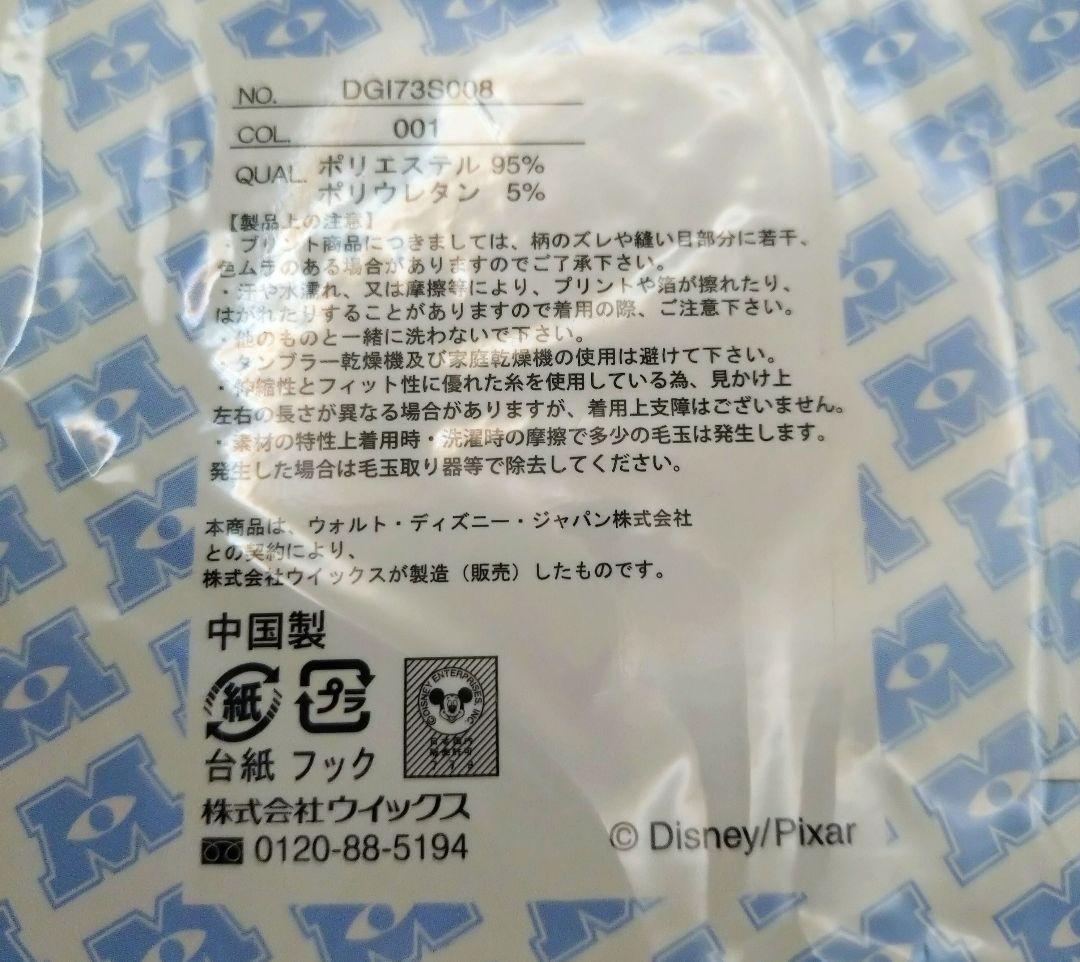 NO. DGI73S008
COL. 001
QUAL. ポリエステル 95%
ポリウレタン 5%
【製品上の注意】
・プリント商品につきましては、柄のズレや縫い目部分に若干、
色ムラのある場合がありますのでご了承下さい。
・汗や水濡れ、又は摩擦等により、プリントや箔が擦れたり、
はがれたりすることがありますので着用の際、ご注意下さい。
・他のものと一緒に洗わないで下さい。
・タンブラー乾燥機及び家庭乾燥機の使用は避けて下さい。
・伸縮性とフィット性に優れた糸を使用している為、見かけ上
左右の長さが異なる場合がありますが、着用上支障はございません。
・素材の特性上着用時・洗濯時の摩擦で多少の毛玉は発生します。
発生した場合は毛玉取り器等で除去してください。
本商品は、ウォルト・ディズニー・ジャパン株式会社
との契約により、
株式会社ウイックスが製造（販売）したものです。
中国製
紙 プラ
©DISNEY ENTERPRISES, INC.
台紙 フック
株式会社ウイックス
0120-88-5194
© Disney/Pixar